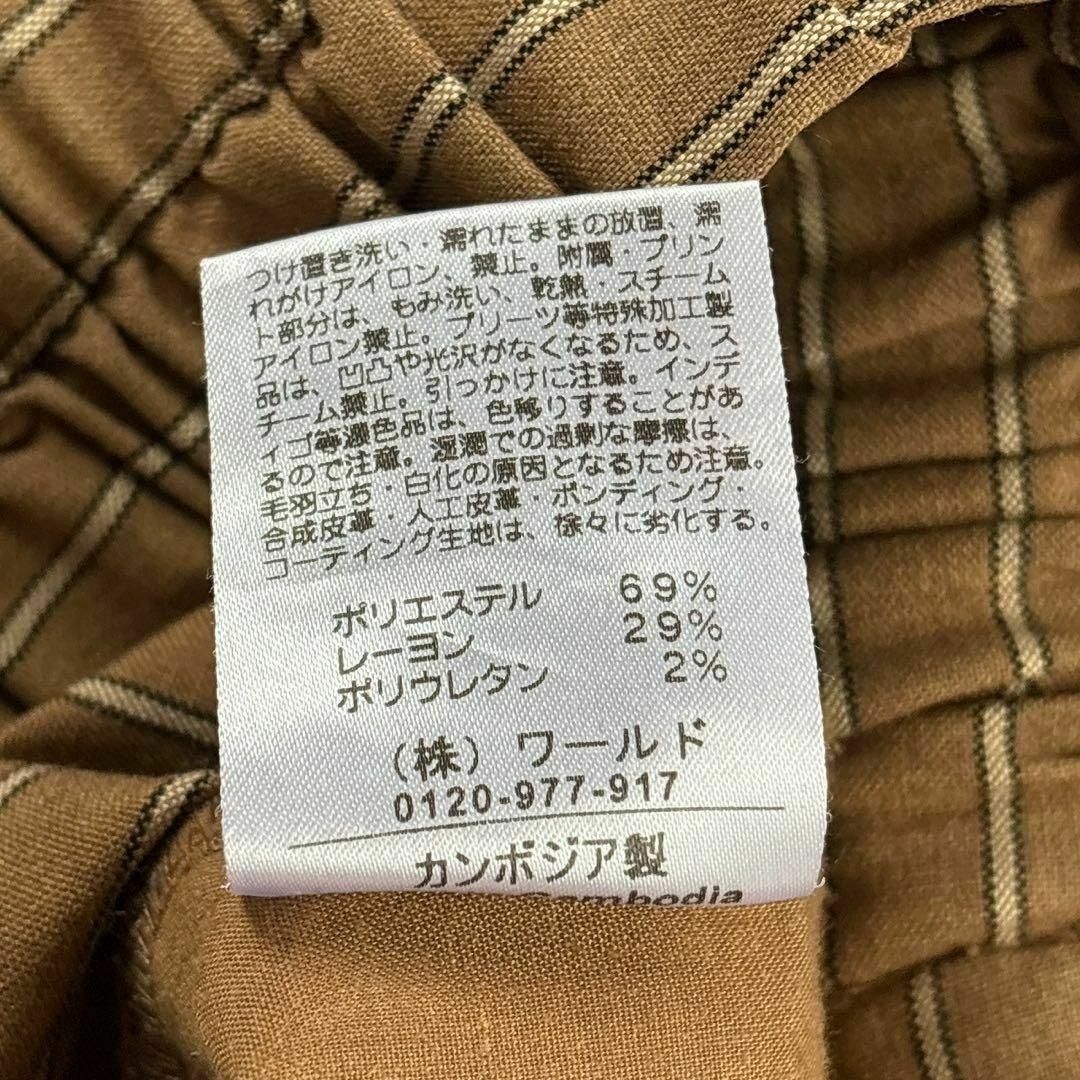 つけ置き洗い・濡れたままの放置、濡
れがけアイロン、禁止。附属・プリン
ト部分は、もみ洗い、乾熱・スチーム
アイロン禁止。プリーツ等特殊加工製
品は、凹凸や光沢がなくなるため、ス
チーム禁止。引っかけに注意。インデ
ィゴ等濃色品は、色移りすることがあ
るので注意。湿潤での過剰な摩擦は、
毛羽立ち・白化の原因となるため注意。
合成皮革・人工皮革・ボンディング・
コーティング生地は、徐々に劣化する。
ポリエステル 69%
レーヨン 29%
ポリウレタン 2%
(株) ワールド
0120-977-917
カンボジア製
Cambodia